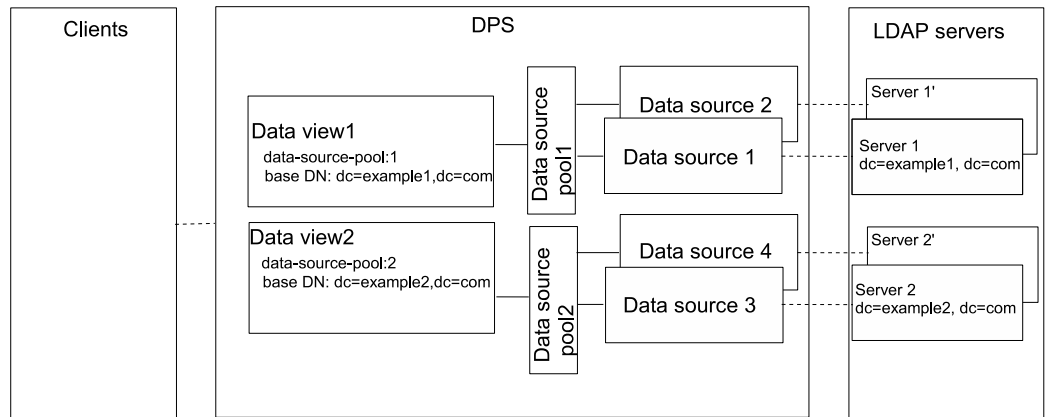 Clients
DPS
LDAP servers
Data view1
data-source-pool:1
base DN: dc=example1,dc=com
Data source
pool1
Data source 2
Data source 1
Server 1'
Server 1
dc=example1, dc=com
Data view2
data-source-pool:2
base DN: dc=example2,dc=com
Data source
pool2
Data source 4
Data source 3
Server 2'
Server 2
dc=example2, dc=com